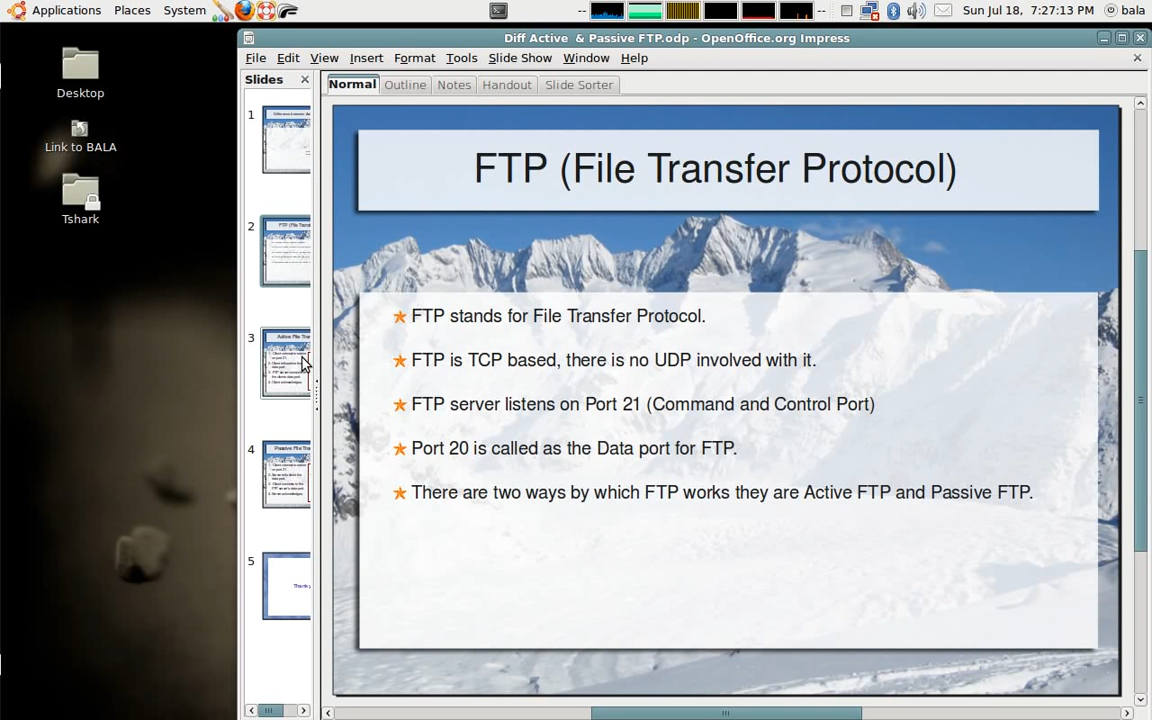 Applications Places System
-- --
Sun Jul 18, 7:27:13 PM
bala
Diff Active & Passive FTP.odp - OpenOffice.org Impress
File Edit View Insert Format Tools Slide Show Window Help
Desktop
Link to BALA
Tshark
Slides
Normal Outline Notes Handout Slide Sorter
1
2
3
4
5
FTP (File Transfer Protocol)
FTP stands for File Transfer Protocol.
FTP is TCP based, there is no UDP involved with it.
FTP server listens on Port 21 (Command and Control Port)
Port 20 is called as the Data port for FTP.
There are two ways by which FTP works they are Active FTP and Passive FTP.